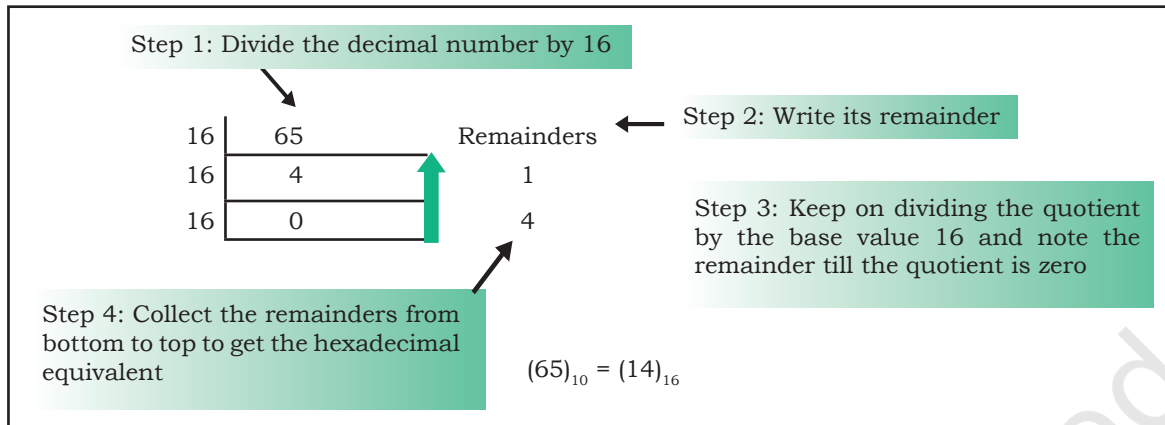 Step 1: Divide the decimal number by 16
Step 2: Write its remainder
16 65 Remainders
16 4 1
16 0 4
Step 3: Keep on dividing the quotient
by the base value 16 and note the
remainder till the quotient is zero
Step 4: Collect the remainders from
bottom to top to get the hexadecimal
equivalent
(65)₁₀ = (14)₁₆